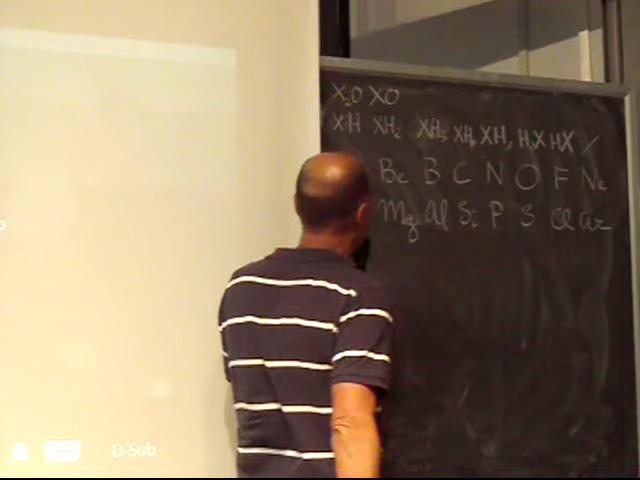 X₂O XO
XH XH₂ XH₃ XH₄ XH₃ H₂X HX /
Be B C N O F Ne
Mg Al Si P S Cl Ar
D-Sub